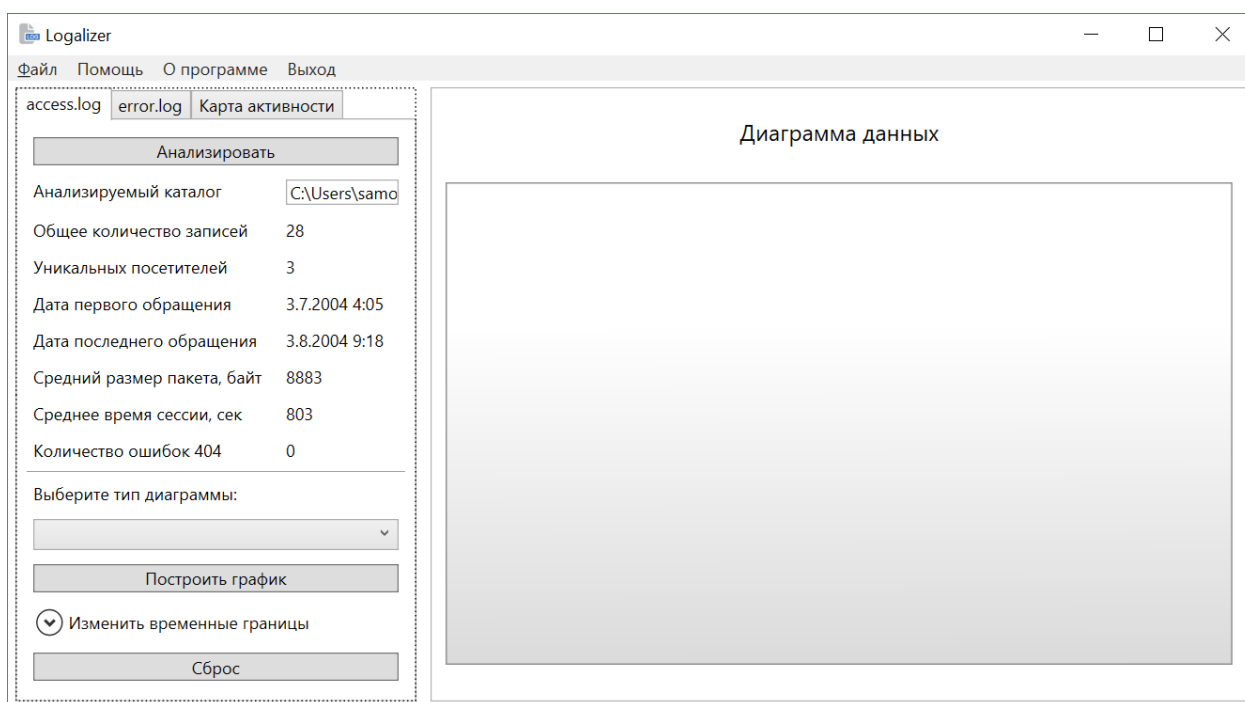 Logalizer
Файл Помощь О программе Выход
access.log error.log Карта активности
Анализировать
Анализируемый каталог C:\Users\samo
Общее количество записей 28
Уникальных посетителей 3
Дата первого обращения 3.7.2004 4:05
Дата последнего обращения 3.8.2004 9:18
Средний размер пакета, байт 8883
Среднее время сессии, сек 803
Количество ошибок 404 0
Выберите тип диаграммы:
Построить график
Изменить временные границы
Сброс
Диаграмма данных